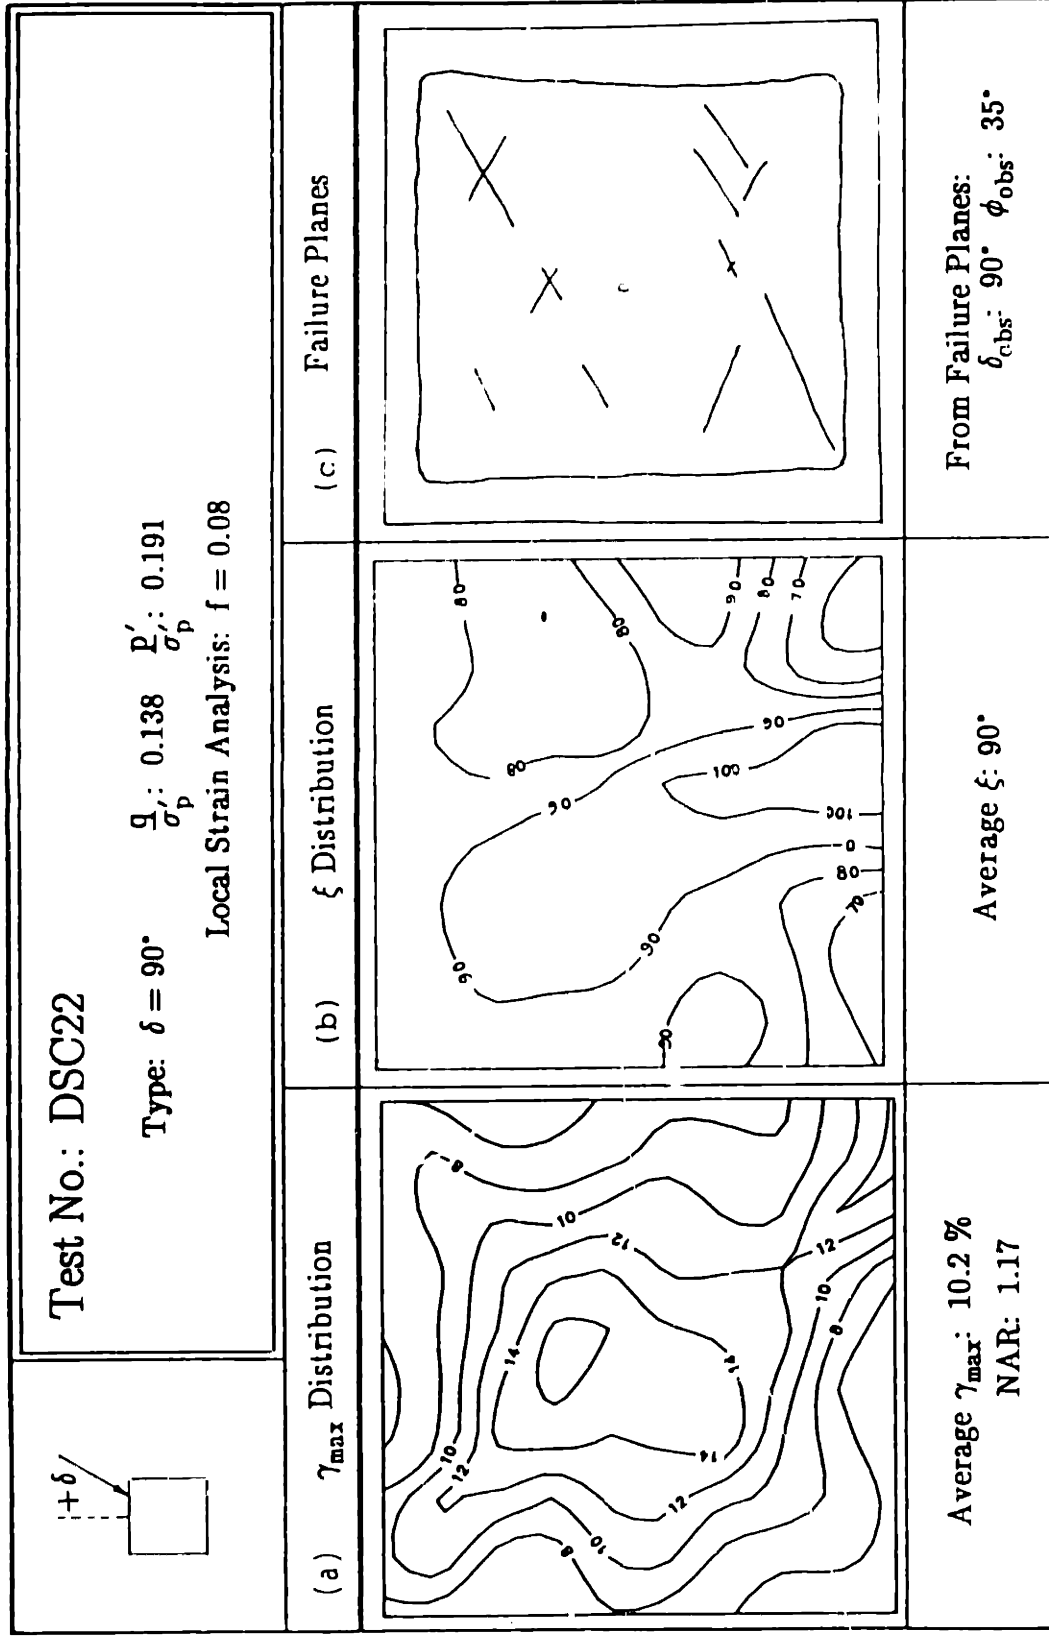 +δ
Test No.: DSC22
Type: δ = 90°
q/σ'p: 0.138 p'/σ'p: 0.191
Local Strain Analysis: f = 0.08
(a) γmax Distribution
(b) ξ Distribution
(c) Failure Planes
8
10
12
14
10
12
14
14
12
10
8
12
10
8
80
80
80
90
90
90
90
100
100
0
80
70
90
90
80
70
Average γmax: 10.2 %
NAR: 1.17
Average ξ: 90°
From Failure Planes:
δobs: 90° φobs: 35°